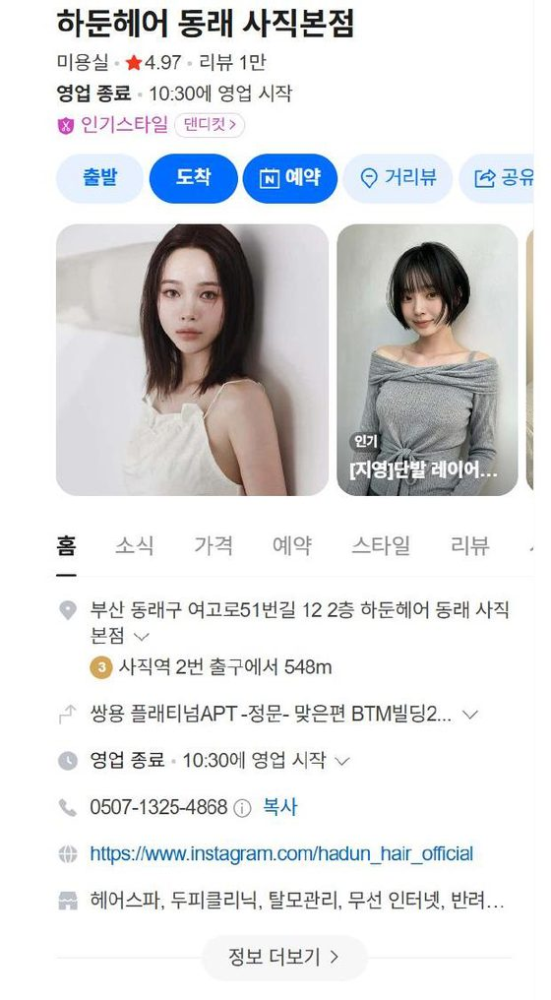 하둔헤어 동래 사직본점
미용실 • ★4.97 • 리뷰 1만
영업 종료 • 10:30에 영업 시작
인기스타일 댄디컷 >
출발 도착 N 예약 거리뷰 공유
인기
[지영]단발 레이어...
홈 소식 가격 예약 스타일 리뷰
부산 동래구 여고로51번길 12 2층 하둔헤어 동래 사직
본점
3 사직역 2번 출구에서 548m
쌍용 플래티넘APT -정문- 맞은편 BTM빌딩2...
영업 종료 • 10:30에 영업 시작
0507-1325-4868 복사
https://www.instagram.com/hadun_hair_official
헤어스파, 두피클리닉, 탈모관리, 무선 인터넷, 반려...
정보 더보기 >